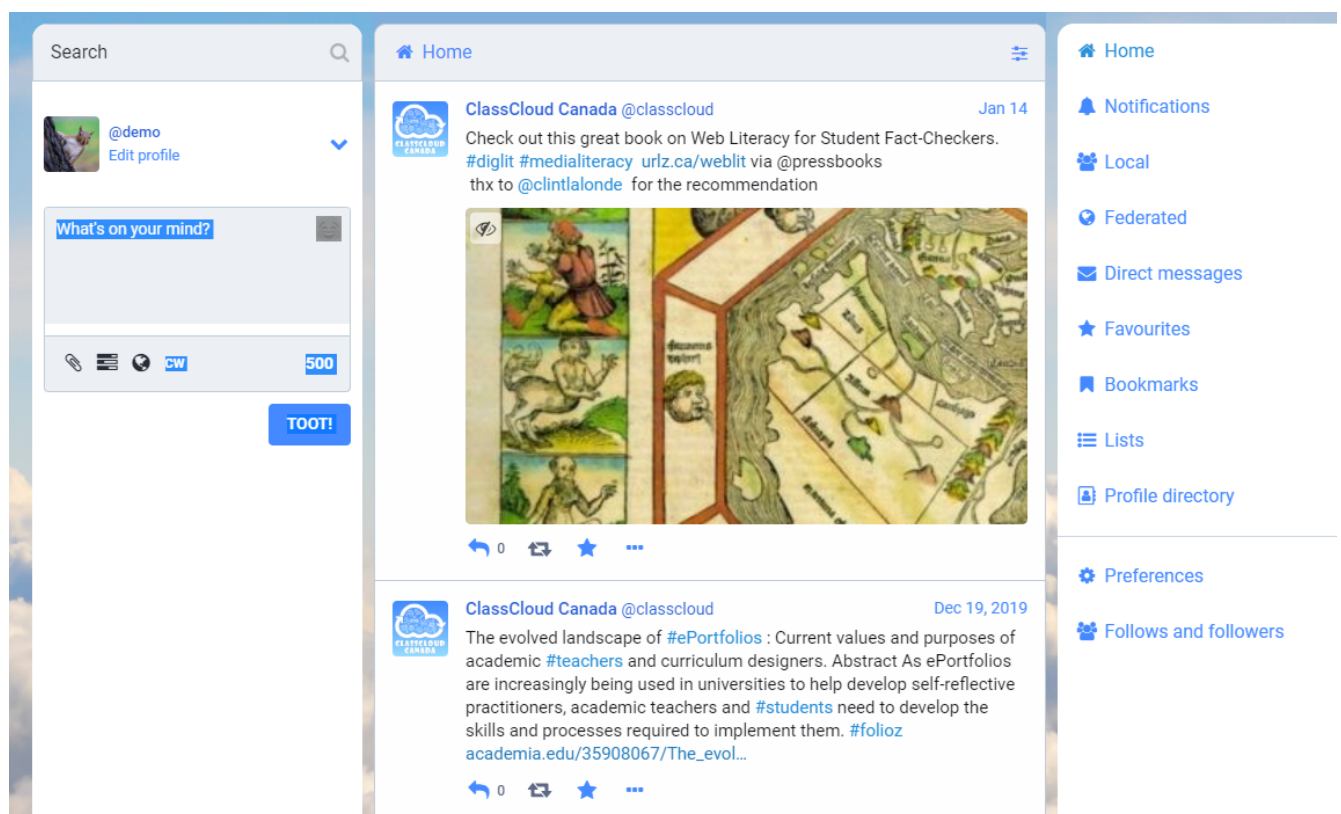 Search
@demo
Edit profile
What's on your mind?
CW
500
TOOT!
Home
ClassCloud Canada @classcloud
Jan 14
Check out this great book on Web Literacy for Student Fact-Checkers.
#diglit #medialiteracy urlz.ca/weblit via @pressbooks
thx to @clintlalonde for the recommendation
CLASSCLOUD
CANADA
0
ClassCloud Canada @classcloud
Dec 19, 2019
The evolved landscape of #ePortfolios : Current values and purposes of
academic #teachers and curriculum designers. Abstract As ePortfolios
are increasingly being used in universities to help develop self-reflective
practitioners, academic teachers and #students need to develop the
skills and processes required to implement them. #folioz
academia.edu/35908067/The_evol…
CLASSCLOUD
CANADA
0
Home
Notifications
Local
Federated
Direct messages
Favourites
Bookmarks
Lists
Profile directory
Preferences
Follows and followers